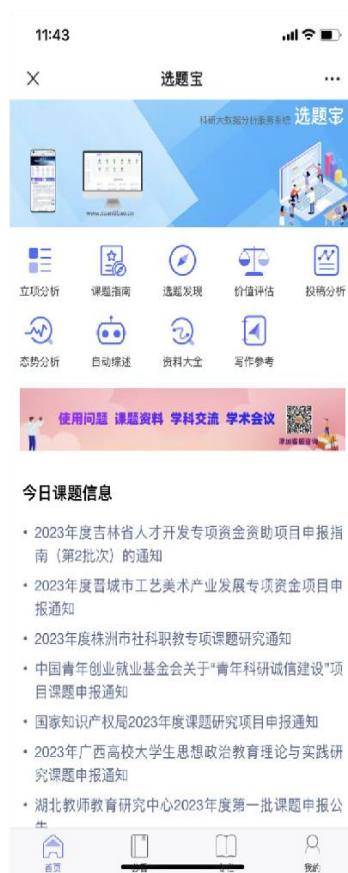 11:43
选题宝
科研大数据分析服务系统 选题宝
www.xuantibao.cn
立项分析 课题指南 选题发现 价值评估 投稿分析
态势分析 自动综述 资料大全 写作参考
使用问题 课题资料 学科交流 学术会议
添加客服咨询
今日课题信息
• 2023年度吉林省人才开发专项资金资助项目申报指
南（第2批次）的通知
• 2023年度晋城市工艺美术产业发展专项资金项目申
报通知
• 2023年度株洲市社科职教专项课题研究通知
• 中国青年创业就业基金会关于“青年科研诚信建设”项
目课题申报通知
• 国家知识产权局2023年度课题研究项目申报通知
• 2023年广西高校大学生思想政治教育理论与实践研
究课题申报通知
• 湖北教师教育研究中心2023年度第一批课题申报公
告
首页 我的